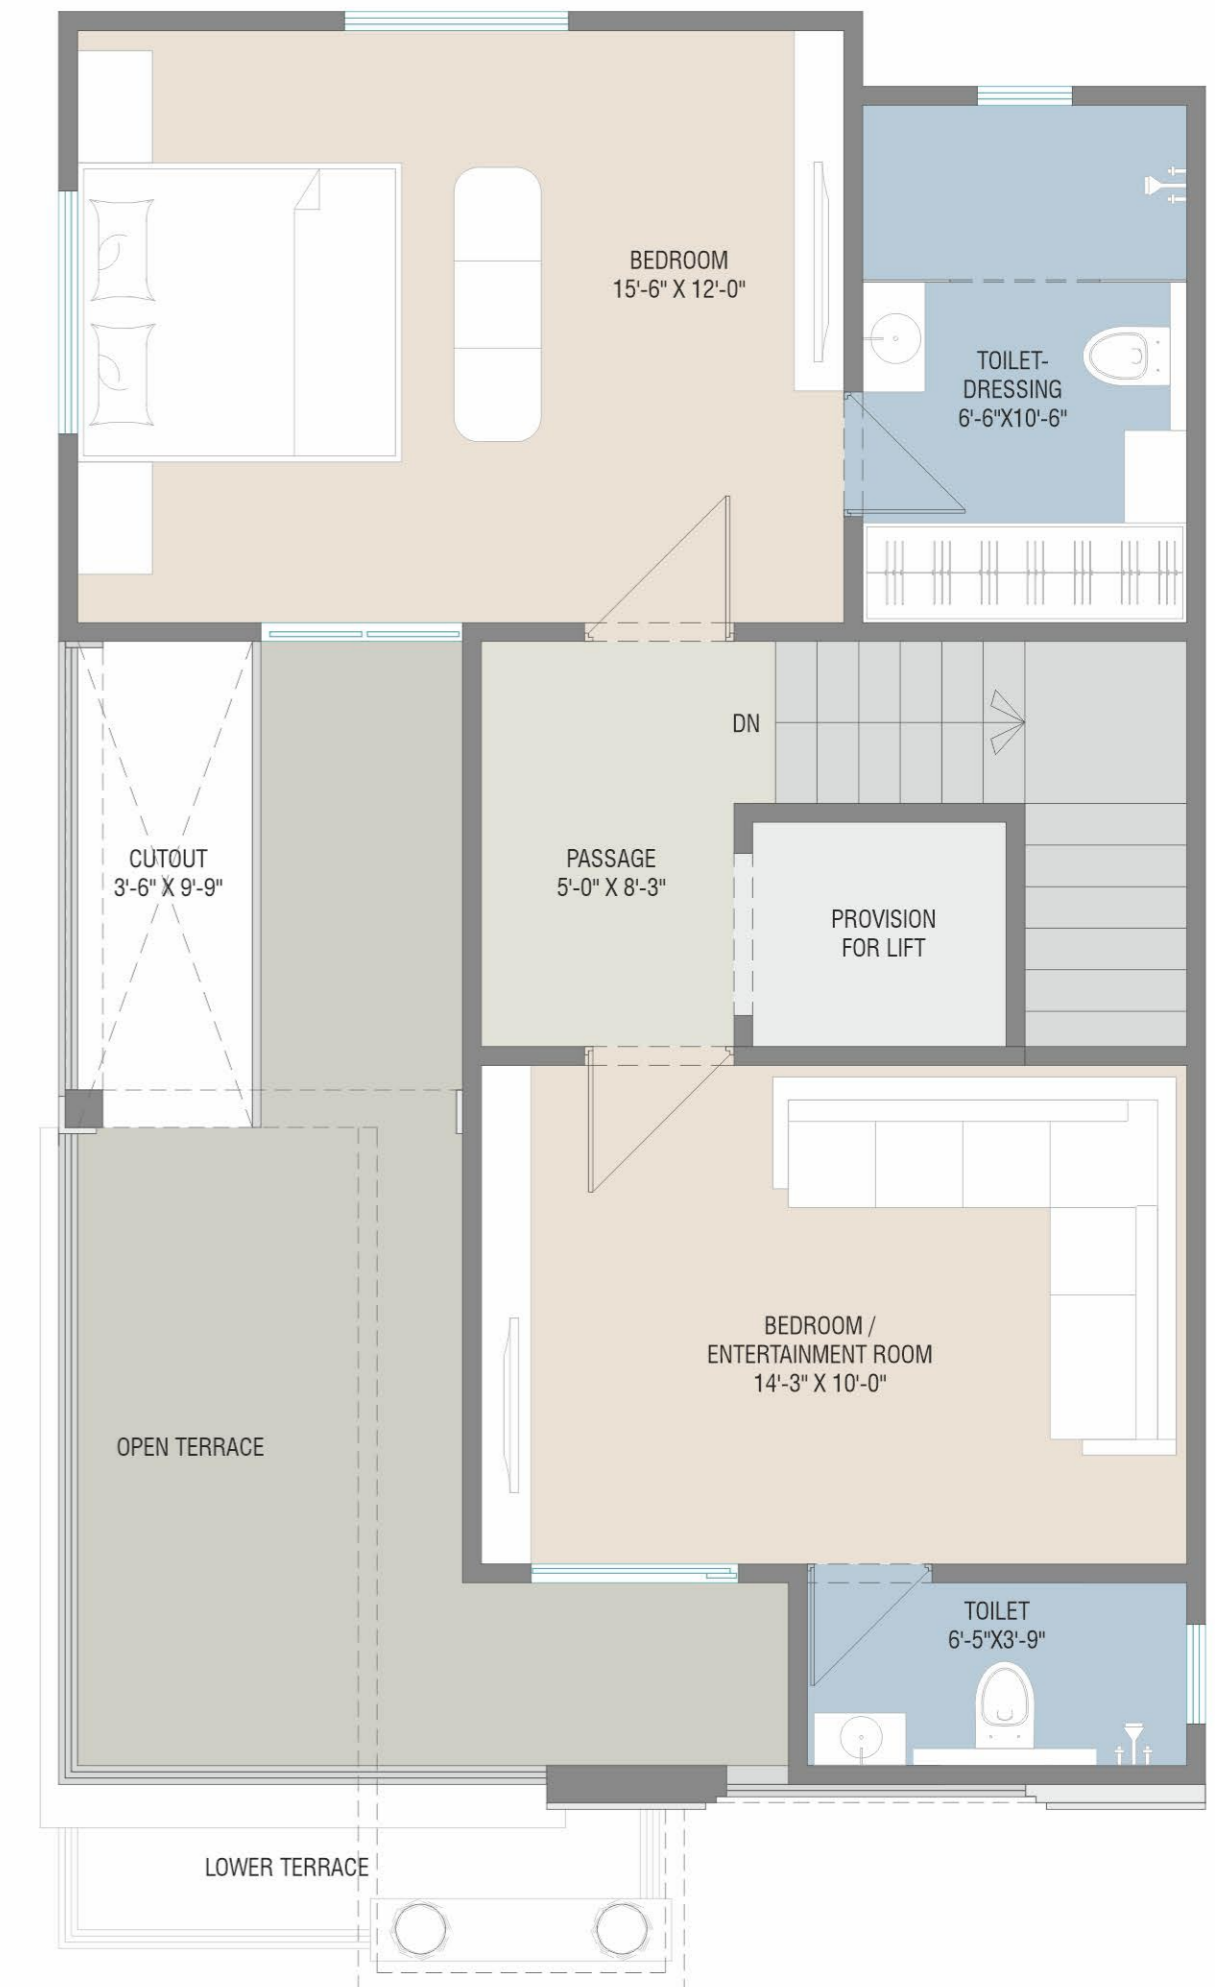 BEDROOM
15'-6" X 12'-0"
TOILET-
DRESSING
6'-6"X10'-6"
DN
CUTOUT
3'-6" X 9'-9"
PASSAGE
5'-0" X 8'-3"
PROVISION
FOR LIFT
BEDROOM /
ENTERTAINMENT ROOM
14'-3" X 10'-0"
OPEN TERRACE
TOILET
6'-5"X3'-9"
LOWER TERRACE